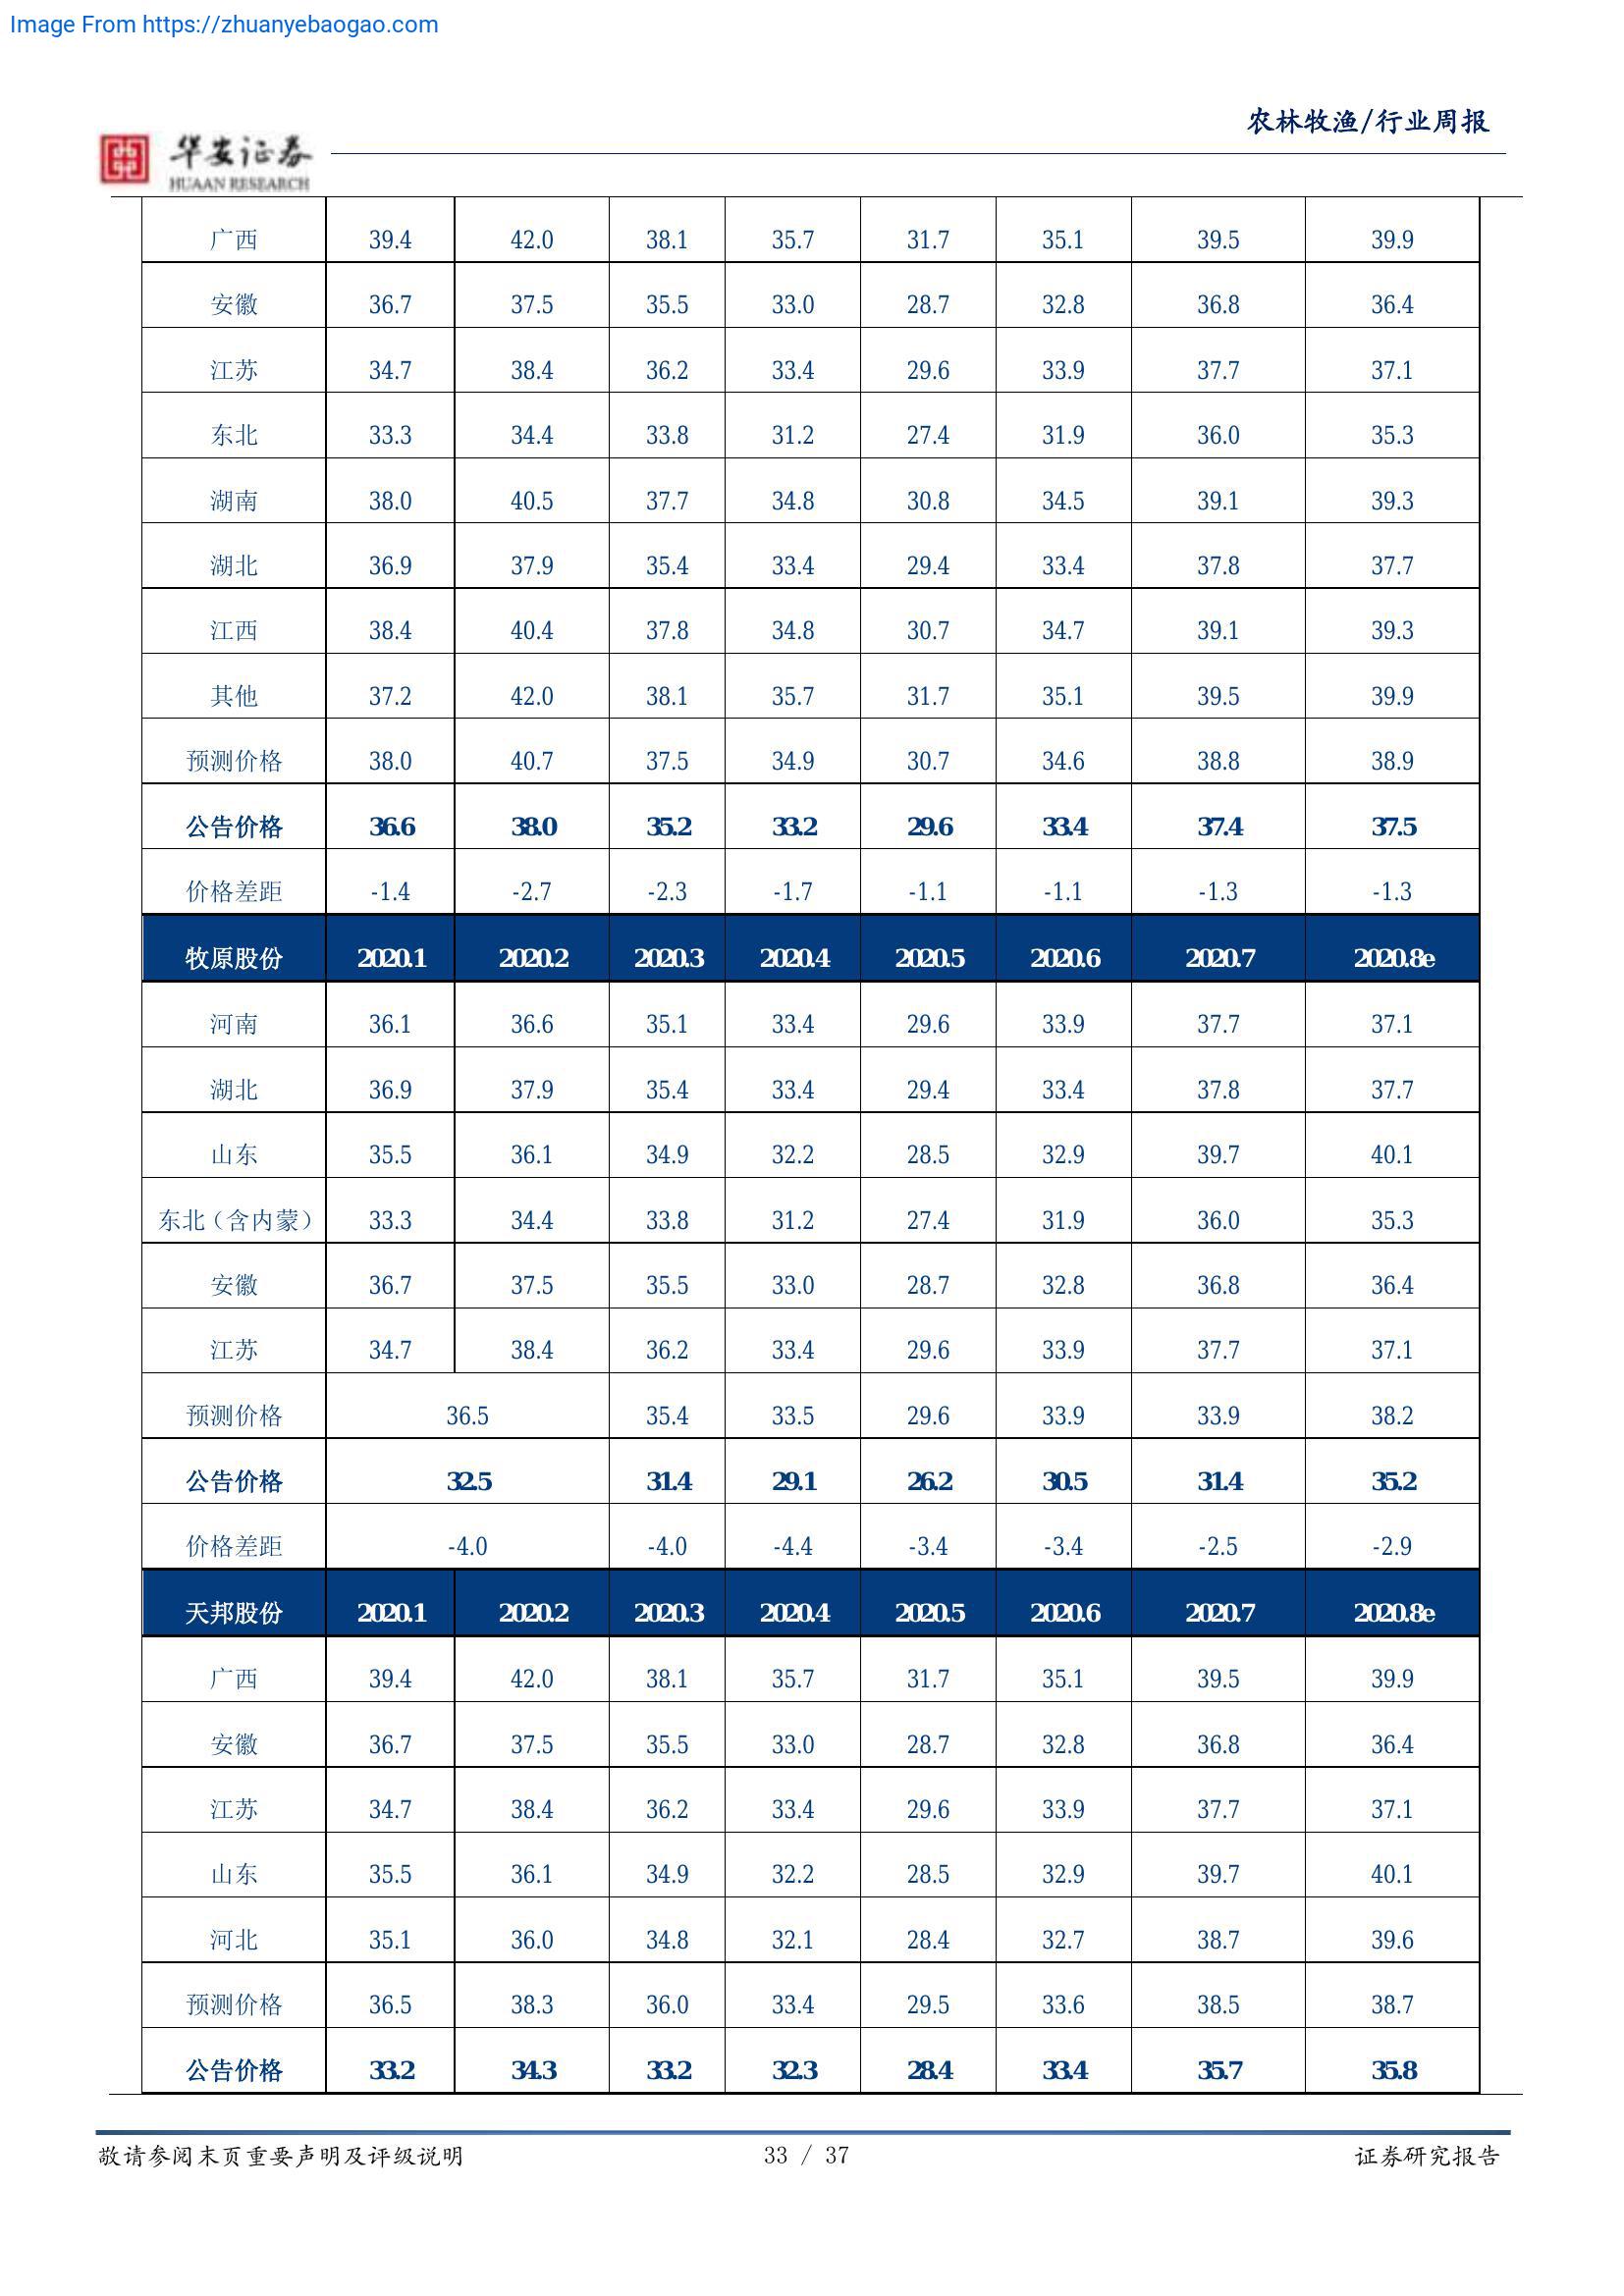 Image From https://zhuanyebaogao.com
农林牧渔/行业周报
华安证券
HUAAN RESEARCH
广西 39.4 42.0 38.1 35.7 31.7 35.1 39.5 39.9
安徽 36.7 37.5 35.5 33.0 28.7 32.8 36.8 36.4
江苏 34.7 38.4 36.2 33.4 29.6 33.9 37.7 37.1
东北 33.3 34.4 33.8 31.2 27.4 31.9 36.0 35.3
湖南 38.0 40.5 37.7 34.8 30.8 34.5 39.1 39.3
湖北 36.9 37.9 35.4 33.4 29.4 33.4 37.8 37.7
江西 38.4 40.4 37.8 34.8 30.7 34.7 39.1 39.3
其他 37.2 42.0 38.1 35.7 31.7 35.1 39.5 39.9
预测价格 38.0 40.7 37.5 34.9 30.7 34.6 38.8 38.9
公告价格 36.6 38.0 35.2 33.2 29.6 33.4 37.4 37.5
价格差距 -1.4 -2.7 -2.3 -1.7 -1.1 -1.1 -1.3 -1.3
牧原股份 2020.1 2020.2 2020.3 2020.4 2020.5 2020.6 2020.7 2020.8e
河南 36.1 36.6 35.1 33.4 29.6 33.9 37.7 37.1
湖北 36.9 37.9 35.4 33.4 29.4 33.4 37.8 37.7
山东 35.5 36.1 34.9 32.2 28.5 32.9 39.7 40.1
东北（含内蒙） 33.3 34.4 33.8 31.2 27.4 31.9 36.0 35.3
安徽 36.7 37.5 35.5 33.0 28.7 32.8 36.8 36.4
江苏 34.7 38.4 36.2 33.4 29.6 33.9 37.7 37.1
预测价格 36.5 35.4 33.5 29.6 33.9 33.9 38.2
公告价格 32.5 31.4 29.1 26.2 30.5 31.4 35.2
价格差距 -4.0 -4.0 -4.4 -3.4 -3.4 -2.5 -2.9
天邦股份 2020.1 2020.2 2020.3 2020.4 2020.5 2020.6 2020.7 2020.8e
广西 39.4 42.0 38.1 35.7 31.7 35.1 39.5 39.9
安徽 36.7 37.5 35.5 33.0 28.7 32.8 36.8 36.4
江苏 34.7 38.4 36.2 33.4 29.6 33.9 37.7 37.1
山东 35.5 36.1 34.9 32.2 28.5 32.9 39.7 40.1
河北 35.1 36.0 34.8 32.1 28.4 32.7 38.7 39.6
预测价格 36.5 38.3 36.0 33.4 29.5 33.6 38.5 38.7
公告价格 33.2 34.3 33.2 32.3 28.4 33.4 35.7 35.8
敬请参阅末页重要声明及评级说明 33 / 37 证券研究报告